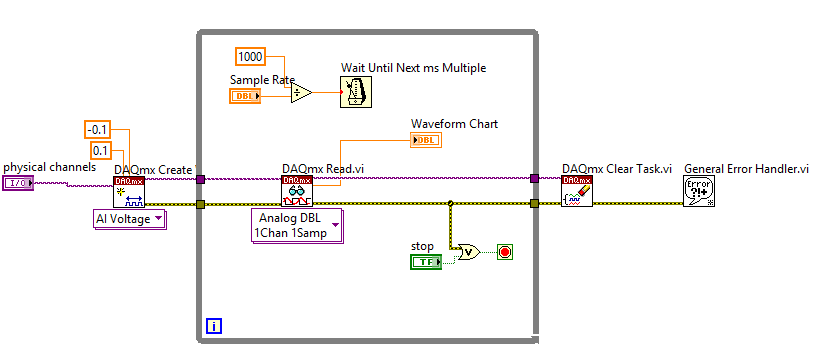 1000
Wait Until Next ms Multiple
Sample Rate
DBL
÷
-0.1
0.1
Waveform Chart
DBL
physical channels
I/O
DAQmx Create
DAQmx
AI Voltage
DAQmx Read.vi
DAQmx
Analog DBL
1Chan 1Samp
DAQmx Clear Task.vi
DAQmx
General Error Handler.vi
Error
?!+
stop
TF
V
i